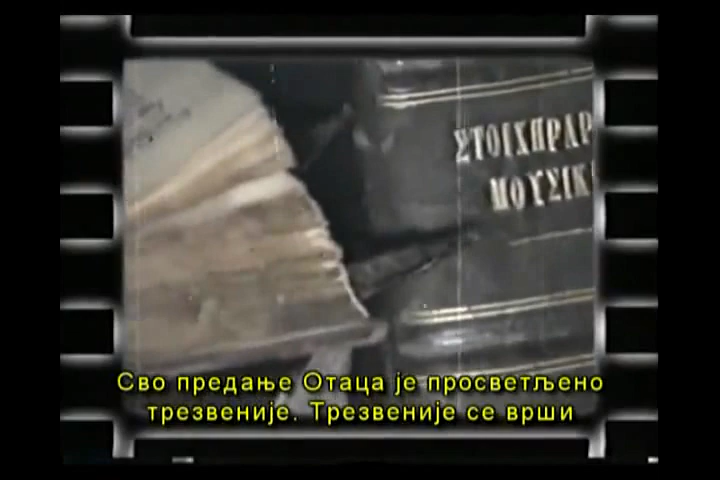 ΣΤΟΙΧΗΡΑΡ
ΜΟΥΣΙΚ
Сво предање Отаца је просветљено
трезвеније. Трезвеније се врши